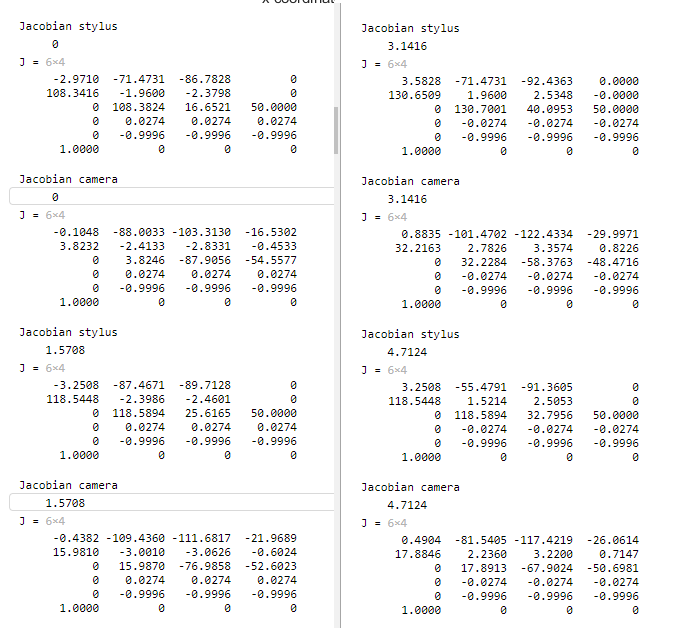 Jacobian stylus
0
J = 6×4
-2.9710 -71.4731 -86.7828 0
108.3416 -1.9600 -2.3798 0
0 108.3824 16.6521 50.0000
0 0.0274 0.0274 0.0274
0 -0.9996 -0.9996 -0.9996
1.0000 0 0 0
Jacobian camera
0
J = 6×4
-0.1048 -88.0033 -103.3130 -16.5302
3.8232 -2.4133 -2.8331 -0.4533
0 3.8246 -87.9056 -54.5577
0 0.0274 0.0274 0.0274
0 -0.9996 -0.9996 -0.9996
1.0000 0 0 0
Jacobian stylus
1.5708
J = 6×4
-3.2508 -87.4671 -89.7128 0
118.5448 -2.3986 -2.4601 0
0 118.5894 25.6165 50.0000
0 0.0274 0.0274 0.0274
0 -0.9996 -0.9996 -0.9996
1.0000 0 0 0
Jacobian camera
1.5708
J = 6×4
-0.4382 -109.4360 -111.6817 -21.9689
15.9810 -3.0010 -3.0626 -0.6024
0 15.9870 -76.9858 -52.6023
0 0.0274 0.0274 0.0274
0 -0.9996 -0.9996 -0.9996
1.0000 0 0 0
Jacobian stylus
3.1416
J = 6×4
3.5828 -71.4731 -92.4363 0.0000
130.6509 1.9600 2.5348 -0.0000
0 130.7001 40.0953 50.0000
0 -0.0274 -0.0274 -0.0274
0 -0.9996 -0.9996 -0.9996
1.0000 0 0 0
Jacobian camera
3.1416
J = 6×4
0.8835 -101.4702 -122.4334 -29.9971
32.2163 2.7826 3.3574 0.8226
0 32.2284 -58.3763 -48.4716
0 -0.0274 -0.0274 -0.0274
0 -0.9996 -0.9996 -0.9996
1.0000 0 0 0
Jacobian stylus
4.7124
J = 6×4
3.2508 -55.4791 -91.3605 0
118.5448 1.5214 2.5053 0
0 118.5894 32.7956 50.0000
0 -0.0274 -0.0274 -0.0274
0 -0.9996 -0.9996 -0.9996
1.0000 0 0 0
Jacobian camera
4.7124
J = 6×4
0.4904 -81.5405 -117.4219 -26.0614
17.8846 2.2360 3.2200 0.7147
0 17.8913 -67.9024 -50.6981
0 -0.0274 -0.0274 -0.0274
0 -0.9996 -0.9996 -0.9996
1.0000 0 0 0